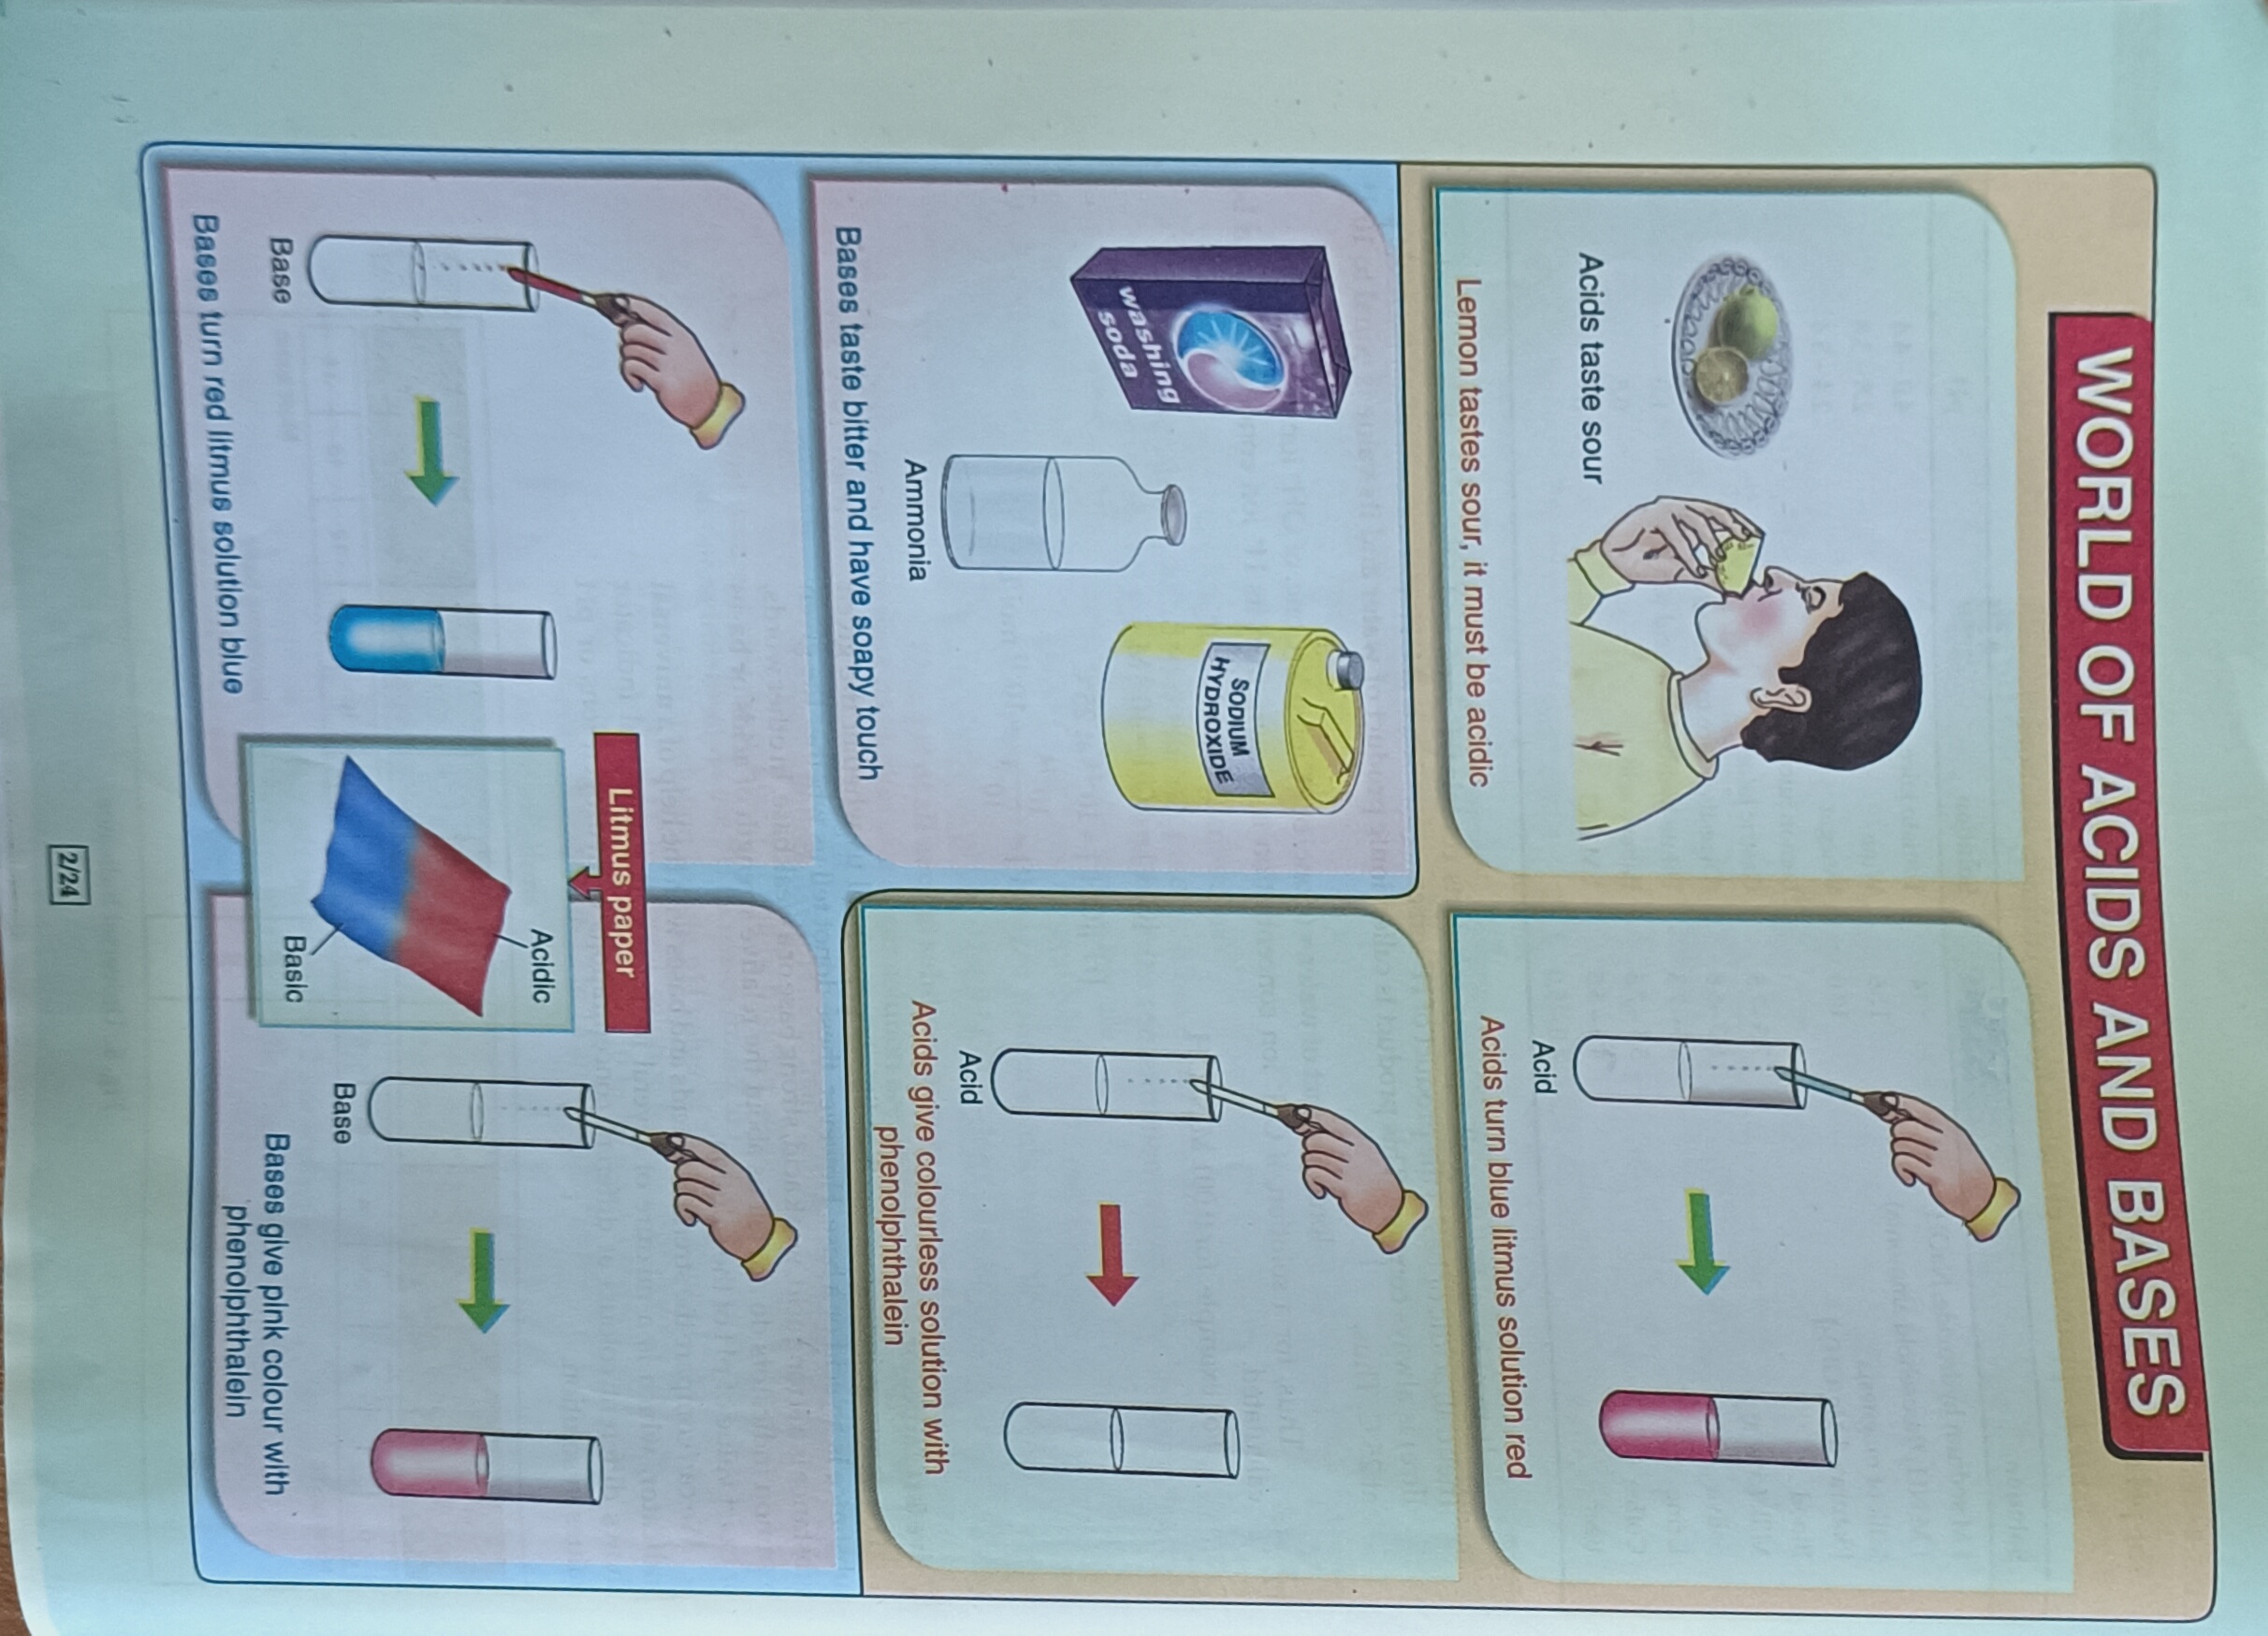 WORLD OF ACIDS AND BASES
Acids taste sour
Lemon tastes sour, it must be acidic
Acid
Acids turn blue litmus solution red
washing
soda
Ammonia
SODIUM
HYDROXIDE
Bases taste bitter and have soapy touch
Acid
Acids give colourless solution with
phenolphthalein
Base
Bases turn red litmus solution blue
Litmus paper
Acidic
Basic
Base
Bases give pink colour with
phenolphthalein
2/24